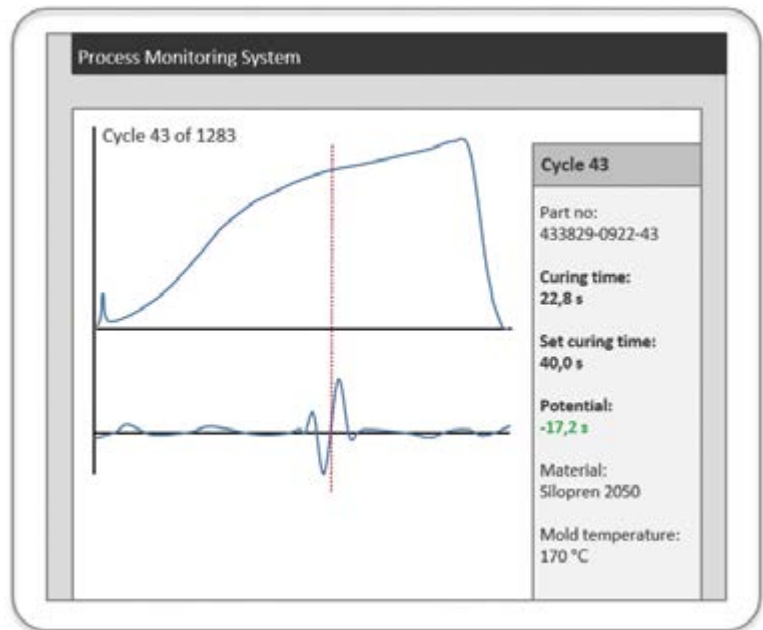 Process Monitoring System
Cycle 43 of 1283
Cycle 43
Part no:
433829-0922-43
Curing time:
22,8 s
Set curing time:
40,0 s
Potential:
-17,2 s
Material:
Silopren 2050
Mold temperature:
170 °C